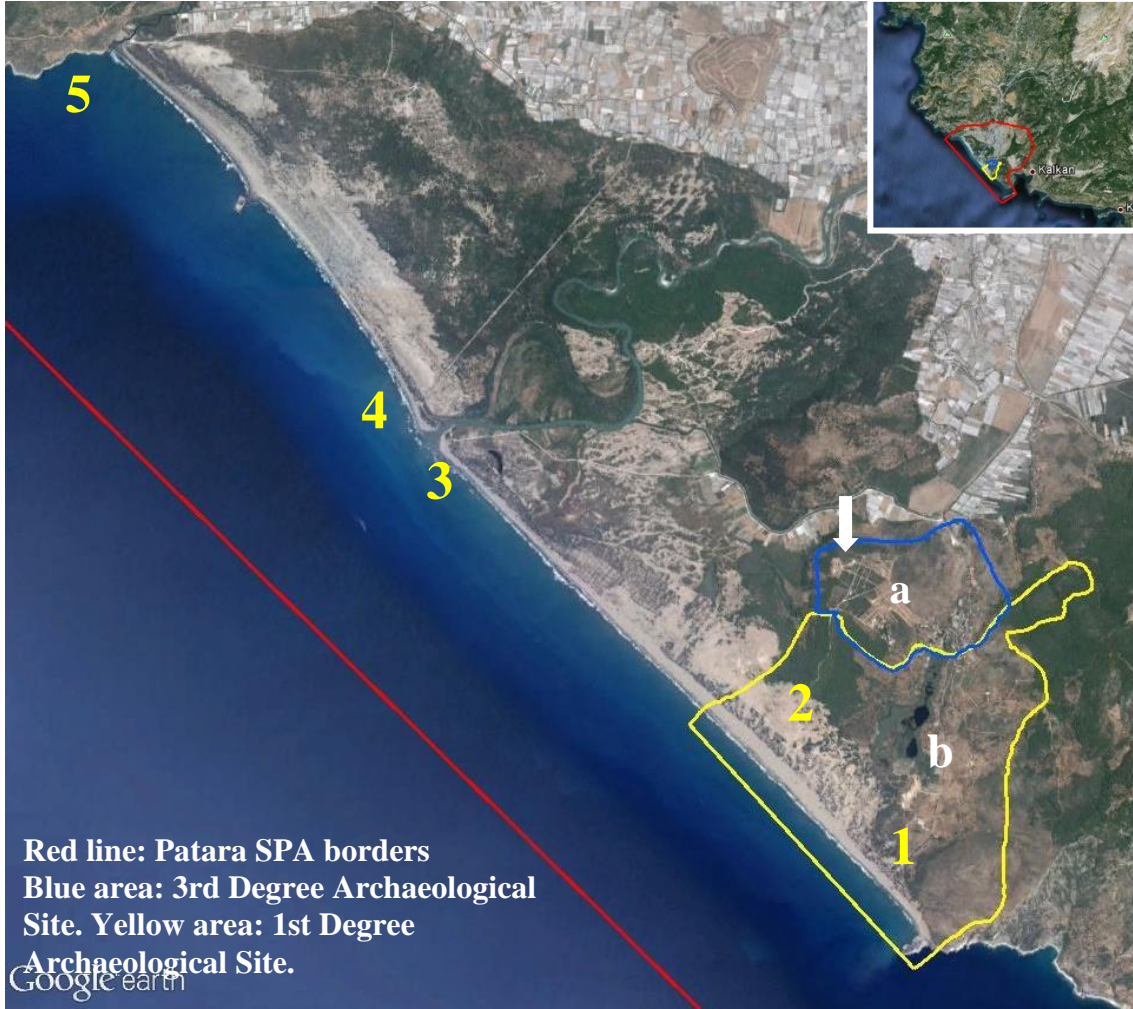 5
Kalkan
K
4
3
a
2
b
1
Red line: Patara SPA borders
Blue area: 3rd Degree Archaeological
Site. Yellow area: 1st Degree
Archaeological Site.
Google earth